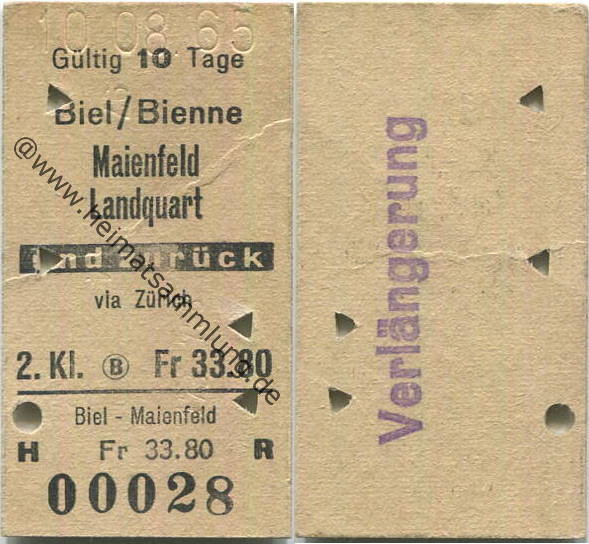 10 08 65
Gültig 10 Tage
Biel/Bienne
Maienfeld
Landquart
und zurück
via Zürich
2. Kl. B Fr 33.80
Biel - Maienfeld
H Fr 33.80 R
00028
@www.heimatsammlung.de
Verlängerung